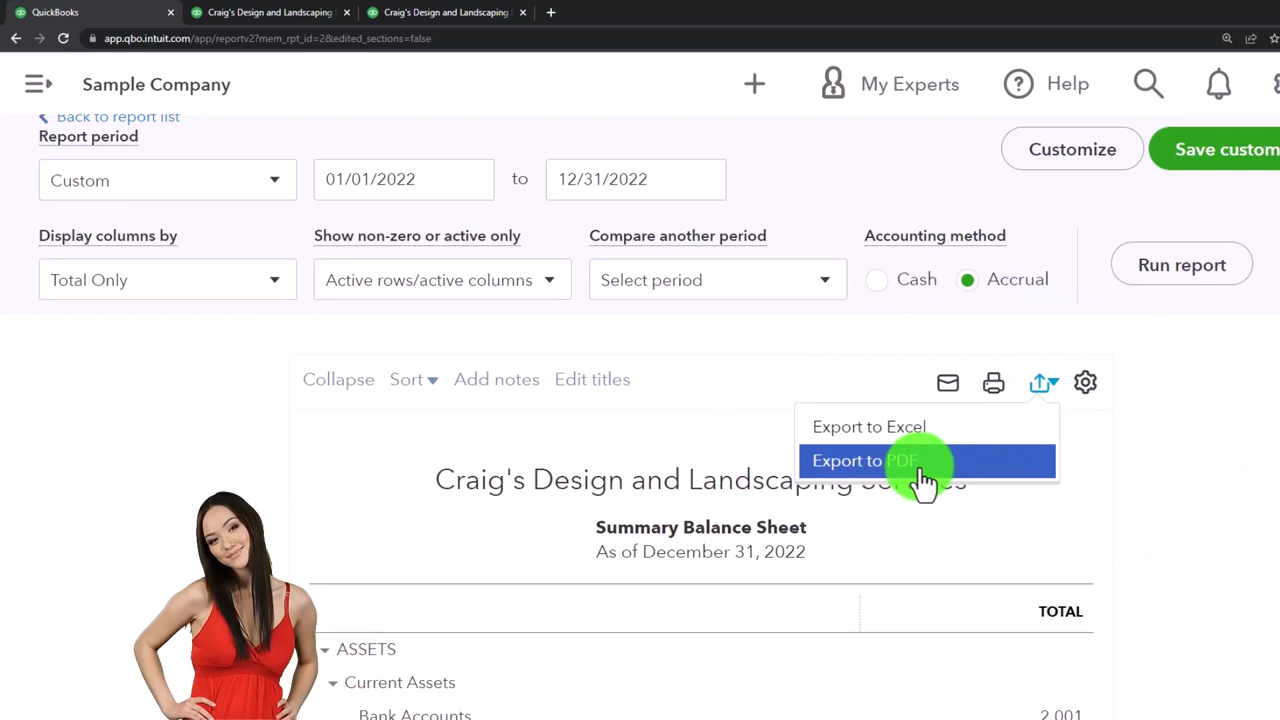 QuickBooks
Craig's Design and Landscaping
Craig's Design and Landscaping
app.qbo.intuit.com/app/reportv2?mem_rpt_id=2&edited_sections=false
Sample Company
My Experts
Help
Back to report list
Report period
Customize
Save custom
Custom
01/01/2022
to
12/31/2022
Display columns by
Show non-zero or active only
Compare another period
Accounting method
Total Only
Active rows/active columns
Select period
Cash
Accrual
Run report
Collapse
Sort
Add notes
Edit titles
Export to Excel
Export to PDF
Craig's Design and Landscaping
Summary Balance Sheet
As of December 31, 2022
TOTAL
ASSETS
Current Assets
Bank Accounts
2,001